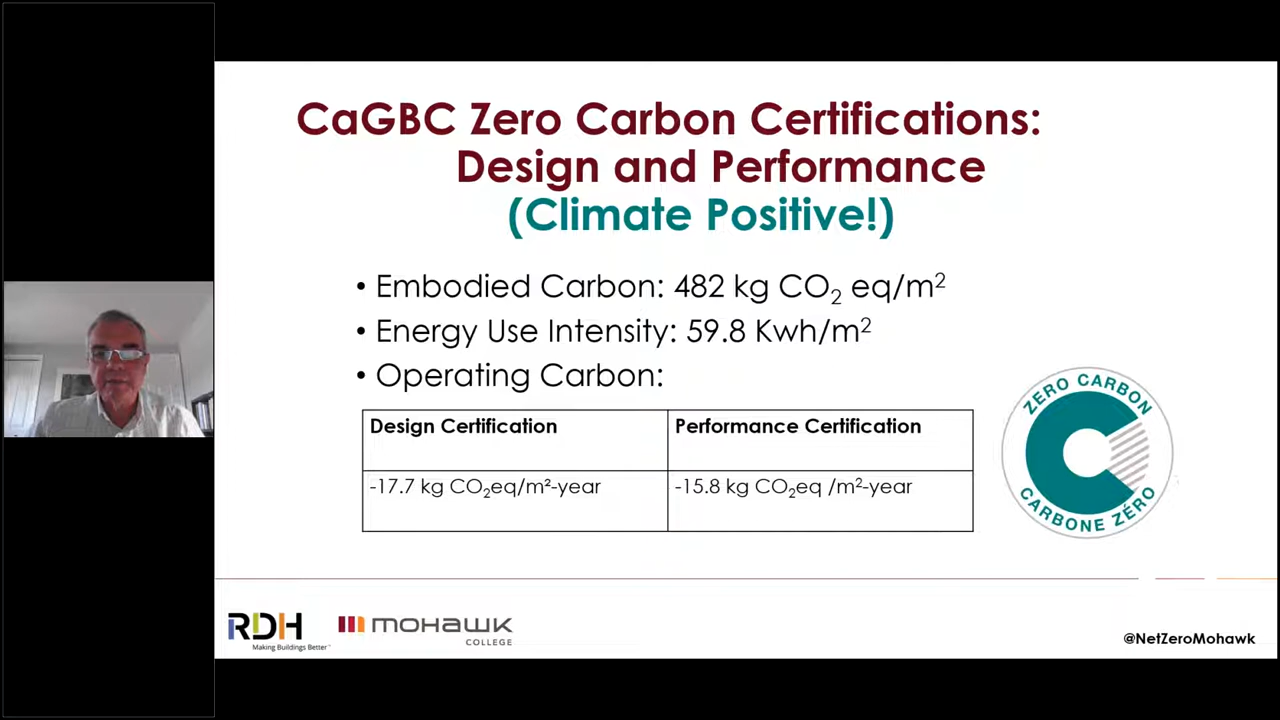 CaGBC Zero Carbon Certifications:
Design and Performance
(Climate Positive!)
• Embodied Carbon: 482 kg CO₂ eq/m²
• Energy Use Intensity: 59.8 Kwh/m²
• Operating Carbon:
Design Certification
Performance Certification
-17.7 kg CO₂eq/m²-year
-15.8 kg CO₂eq /m²-year
ZERO CARBON
CARBONE ZÉRO
RDH
Making Buildings Better
mohawk
COLLEGE
@NetZeroMohawk